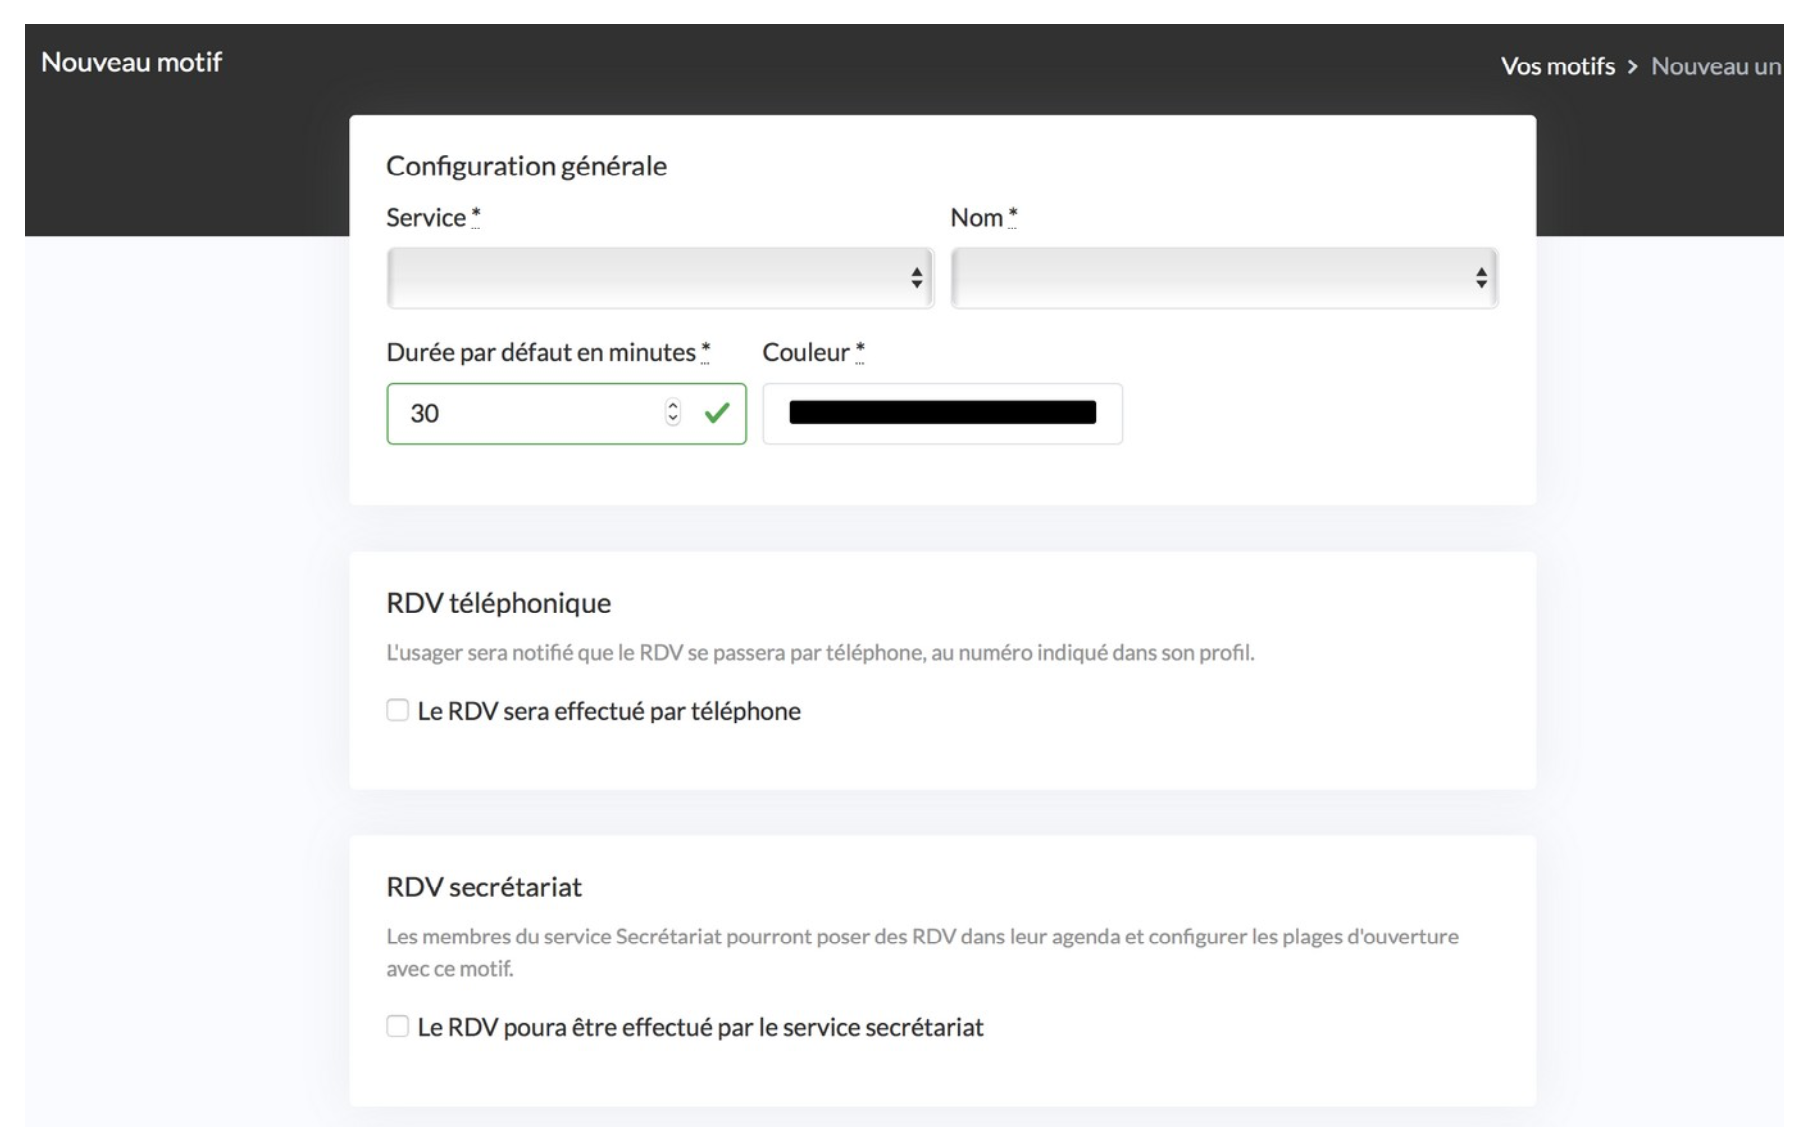 Nouveau motif
Vos motifs > Nouveau un
Configuration générale
Service *
Nom *
Durée par défaut en minutes *
Couleur *
30
RDV téléphonique
L'usager sera notifié que le RDV se passera par téléphone, au numéro indiqué dans son profil.
Le RDV sera effectué par téléphone
RDV secrétariat
Les membres du service Secrétariat pourront poser des RDV dans leur agenda et configurer les plages d'ouverture
avec ce motif.
Le RDV poura être effectué par le service secrétariat